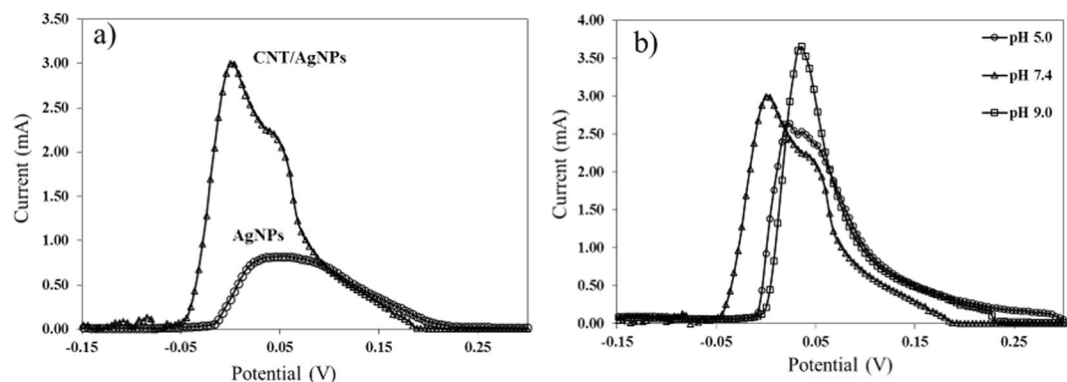 a)
3.50
3.00
2.50
2.00
1.50
1.00
0.50
0.00
-0.15
-0.05
0.05
0.15
0.25
Current (mA)
Potential (V)
CNT/AgNPs
AgNPs
b)
4.00
3.50
3.00
2.50
2.00
1.50
1.00
0.50
0.00
-0.15
-0.05
0.05
0.15
0.25
Current (mA)
Potential (V)
pH 5.0
pH 7.4
pH 9.0